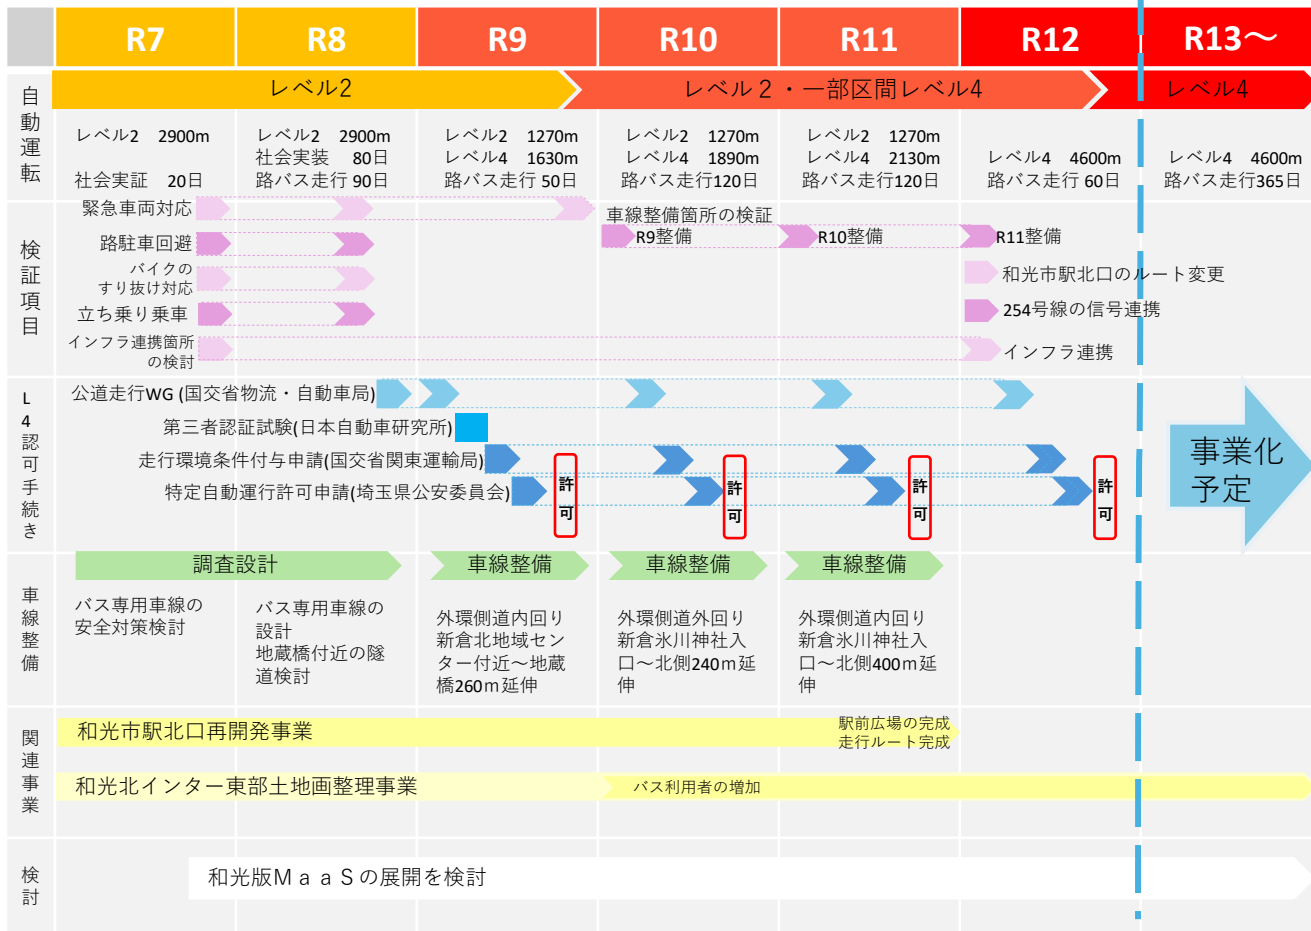 R7 R8 R9 R10 R11 R12 R13～
自動運転
レベル2
レベル２・一部区間レベル4
レベル4
レベル2 2900m
社会実証 20日
レベル2 2900m
社会実装 80日
路バス走行 90日
レベル2 1270m
レベル4 1630m
路バス走行 50日
レベル2 1270m
レベル4 1890m
路バス走行120日
レベル2 1270m
レベル4 2130m
路バス走行120日
レベル4 4600m
路バス走行 60日
レベル4 4600m
路バス走行365日
検証項目
緊急車両対応
路駐車回避
バイクの
すり抜け対応
立ち乗り乗車
インフラ連携箇所
の検討
車線整備箇所の検証
R9整備
R10整備
R11整備
和光市駅北口のルート変更
254号線の信号連携
インフラ連携
L4認可手続き
公道走行WG (国交省物流・自動車局)
第三者認証試験(日本自動車研究所)
走行環境条件付与申請(国交省関東運輸局)
特定自動運行許可申請(埼玉県公安委員会)
許可
許可
許可
許可
事業化
予定
車線整備
調査設計
車線整備
車線整備
車線整備
バス専用車線の
安全対策検討
バス専用車線の
設計
地蔵橋付近の隧
道検討
外環側道内回り
新倉北地域セン
ター付近～地蔵
橋260ｍ延伸
外環側道外回り
新倉氷川神社入
口～北側240ｍ延
伸
外環側道内回り
新倉氷川神社入
口～北側400ｍ延
伸
関連事業
和光市駅北口再開発事業
駅前広場の完成
走行ルート完成
和光北インター東部土地画整理事業
バス利用者の増加
検討
和光版ＭａａＳの展開を検討